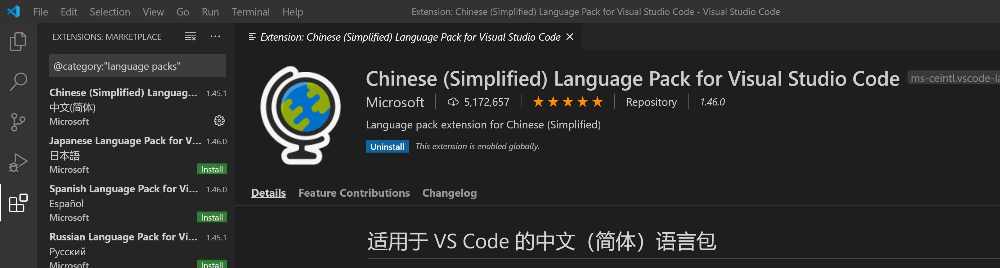 File Edit Selection View Go Run Terminal Help
Extension: Chinese (Simplified) Language Pack for Visual Studio Code - Visual Studio Code
EXTENSIONS: MARKETPLACE
@category:"language packs"
Chinese (Simplified) Languag... 1.45.1
中文(简体)
Microsoft
Japanese Language Pack for V... 1.46.0
日本語
Microsoft Install
Spanish Language Pack for Vi... 1.46.0
Español
Microsoft Install
Russian Language Pack for Vi... 1.45.1
Русский
Microsoft Install
Extension: Chinese (Simplified) Language Pack for Visual Studio Code
Chinese (Simplified) Language Pack for Visual Studio Code ms-ceintl.vscode-la
Microsoft 5,172,657 Repository 1.46.0
Language pack extension for Chinese (Simplified)
Uninstall This extension is enabled globally.
Details Feature Contributions Changelog
适用于 VS Code 的中文（简体）语言包